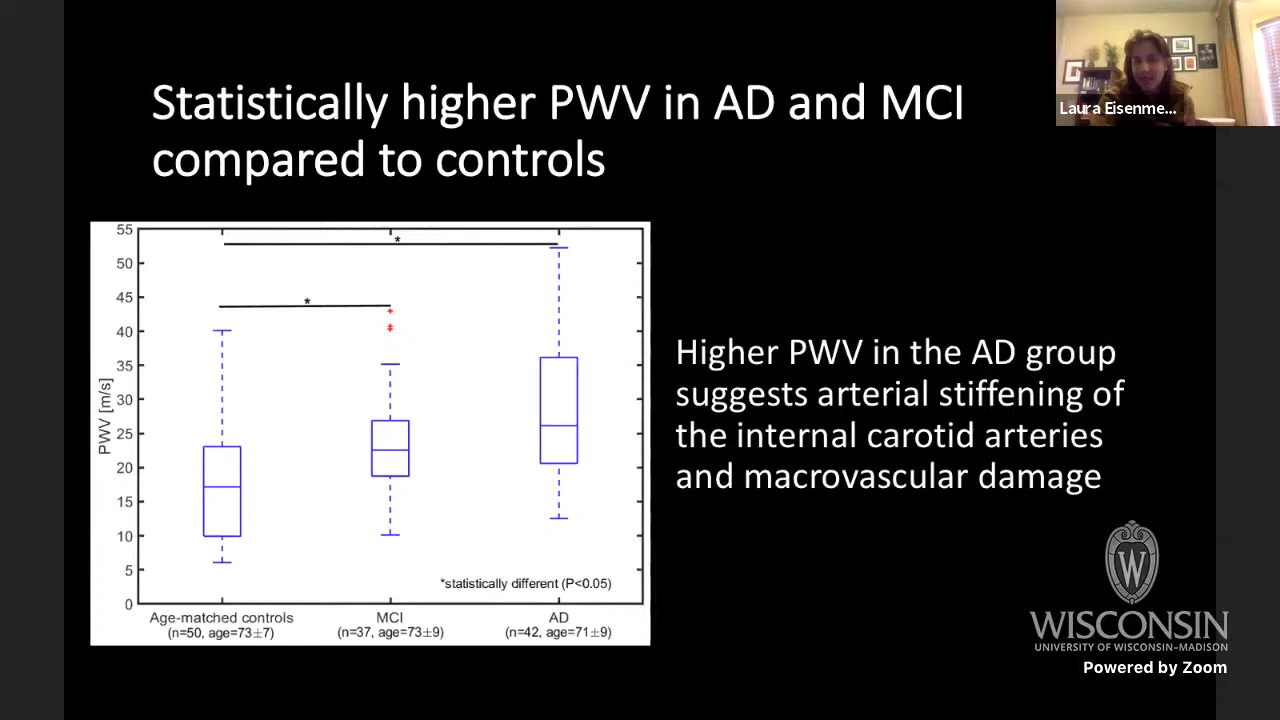 Statistically higher PWV in AD and MCI
compared to controls
Laura Eisenme...
55
50
45
40
35
30
25
20
15
10
5
0
PWV [m/s]
*
*
*statistically different (P<0.05)
Age-matched controls
(n=50, age=73±7)
MCI
(n=37, age=73±9)
AD
(n=42, age=71±9)
Higher PWV in the AD group
suggests arterial stiffening of
the internal carotid arteries
and macrovascular damage
W
WISCONSIN
UNIVERSITY OF WISCONSIN–MADISON
Powered by Zoom